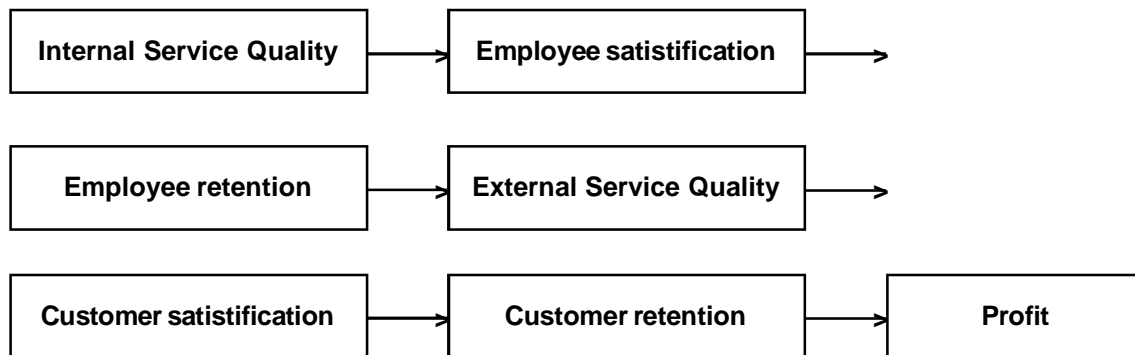 Internal Service Quality
Employee satistification
Employee retention
External Service Quality
Customer satistification
Customer retention
Profit